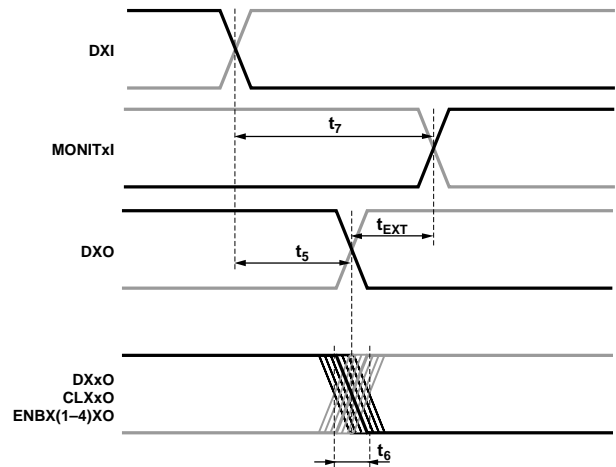 DXI
t7
MONITxI
tEXT
DXO
t5
DXxO
CLXxO
ENBX(1–4)XO
t6